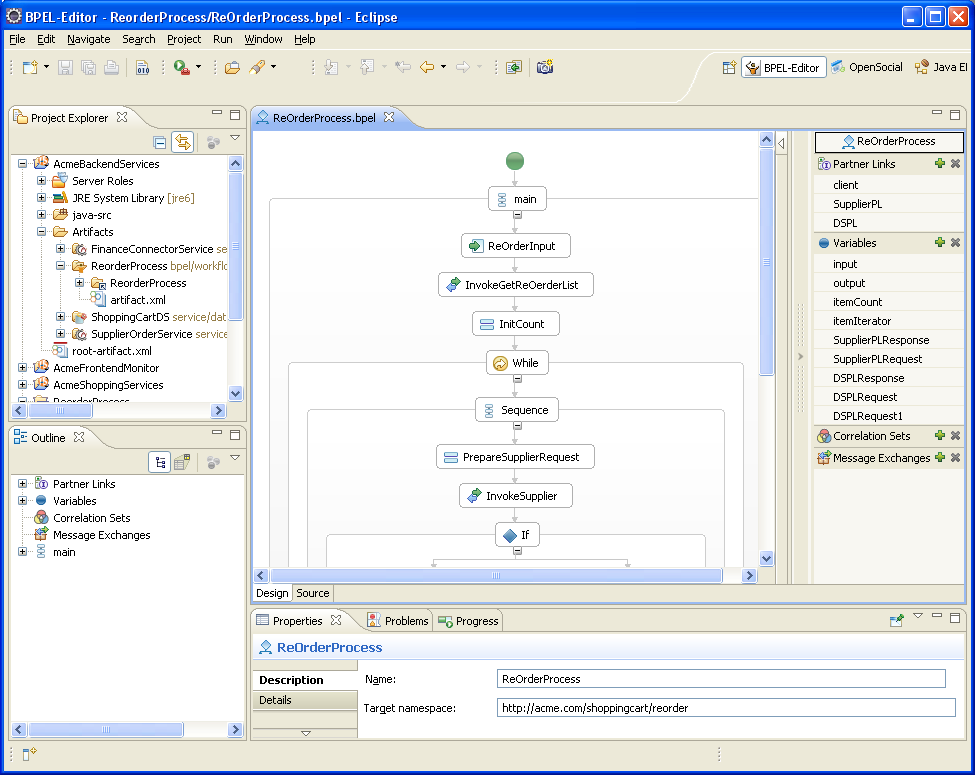 BPEL-Editor - ReorderProcess/ReOrderProcess.bpel - Eclipse
File Edit Navigate Search Project Run Window Help
010
BPEL-Editor OpenSocial Java El
Project Explorer
AcmeBackendServices
Server Roles
JRE System Library [jre6]
java-src
Artifacts
FinanceConnectorService se
ReorderProcess bpel/workflo
ReorderProcess
artifact.xml
ShoppingCartDS service/dat
SupplierOrderService service
root-artifact.xml
AcmeFrontendMonitor
AcmeShoppingServices
ReorderProcess
Outline
Partner Links
Variables
Correlation Sets
Message Exchanges
main
ReOrderProcess.bpel
main
ReOrderInput
InvokeGetReOerderList
InitCount
While
Sequence
PrepareSupplierRequest
InvokeSupplier
If
Design Source
ReOrderProcess
Partner Links
client
SupplierPL
DSPL
Variables
input
output
itemCount
itemIterator
SupplierPLResponse
SupplierPLRequest
DSPLResponse
DSPLRequest
DSPLRequest1
Correlation Sets
Message Exchanges
Properties Problems Progress
ReOrderProcess
Description
Details
Name: ReOrderProcess
Target namespace: http://acme.com/shoppingcart/reorder